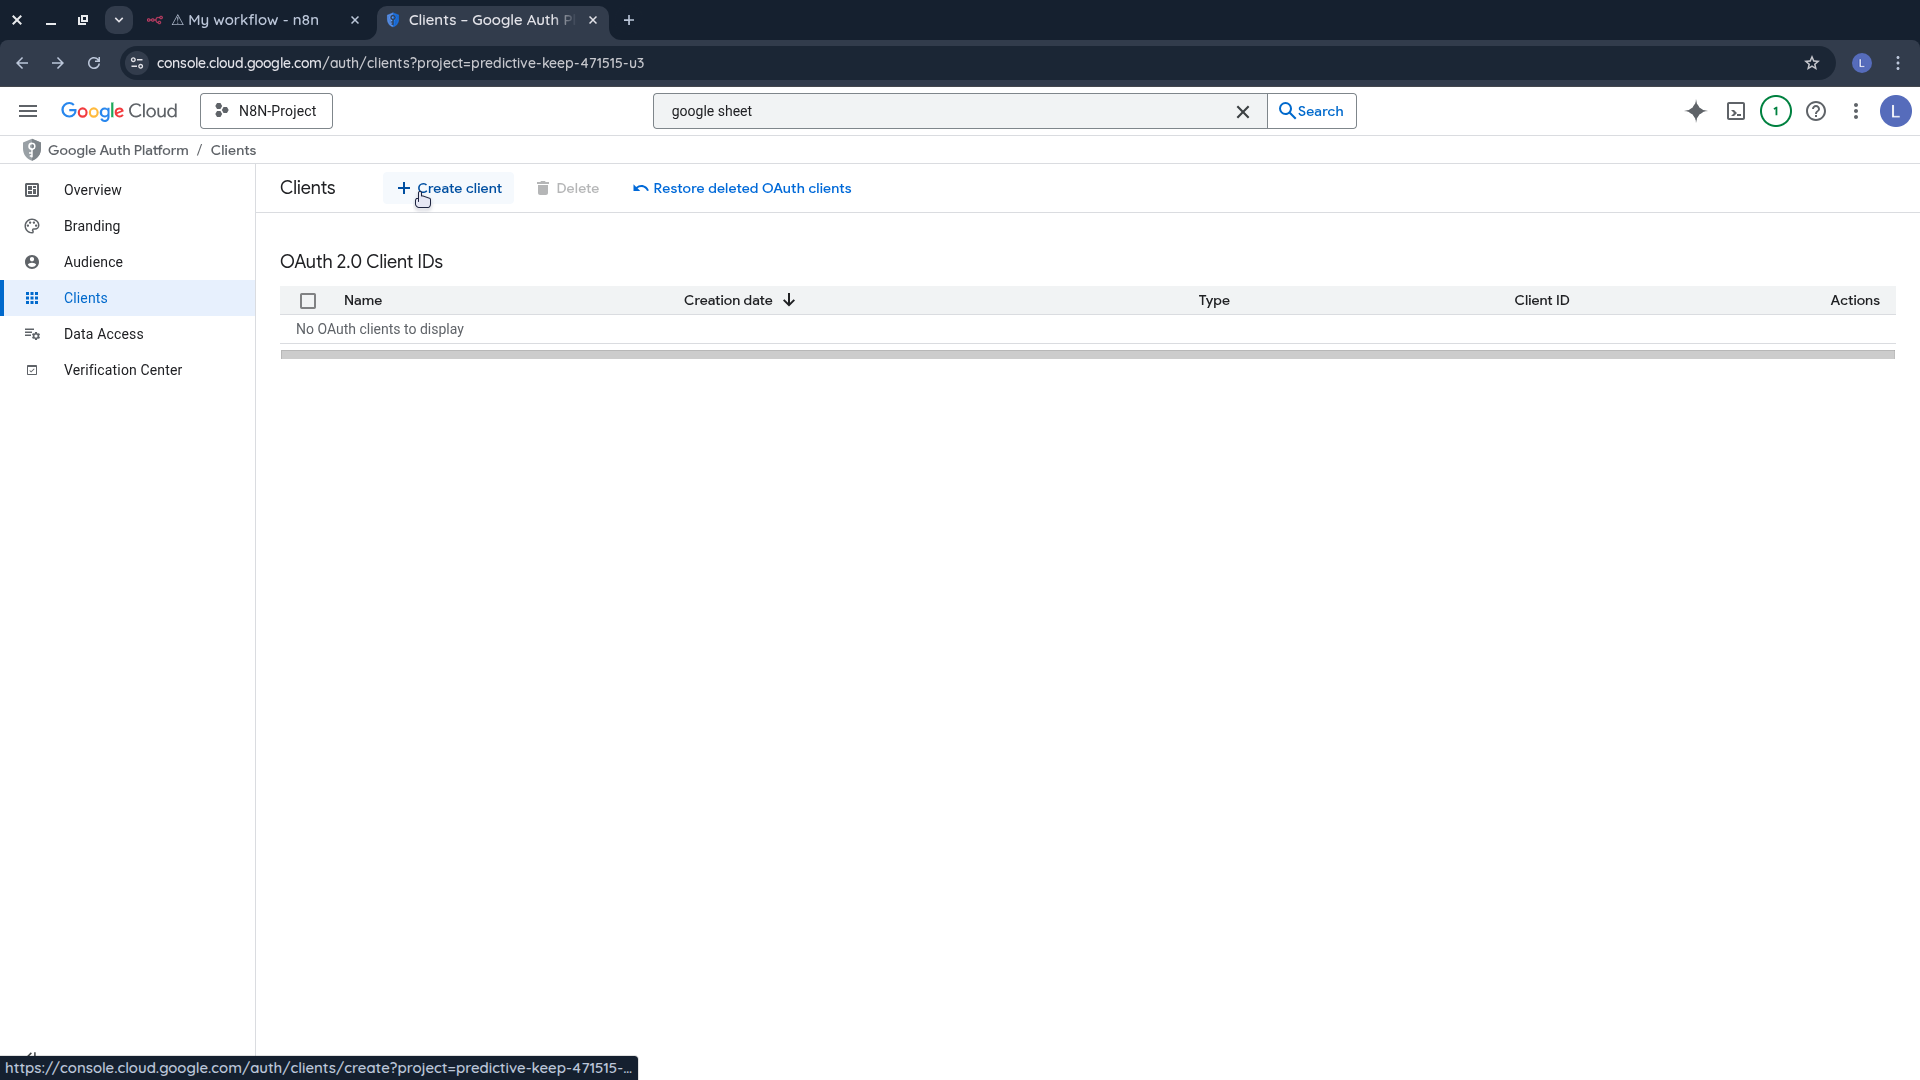 ⚠ My workflow - n8n
Clients – Google Auth P
console.cloud.google.com/auth/clients?project=predictive-keep-471515-u3
L
Google Cloud
N8N-Project
google sheet
Search
1
L
Google Auth Platform / Clients
Overview
Branding
Audience
Clients
Data Access
Verification Center
Clients
Create client
Delete
Restore deleted OAuth clients
OAuth 2.0 Client IDs
Name Creation date Type Client ID Actions
No OAuth clients to display
https://console.cloud.google.com/auth/clients/create?project=predictive-keep-471515-...